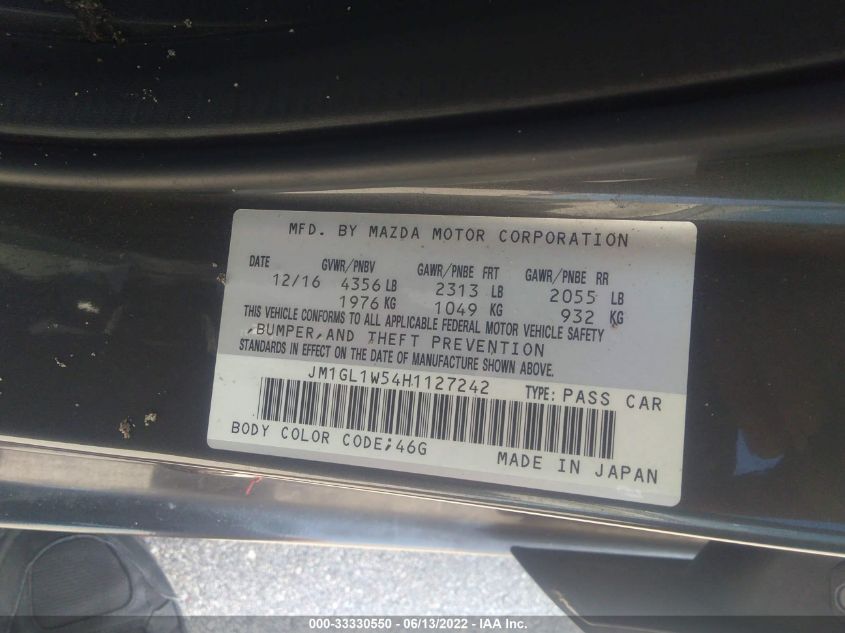 MFD. BY MAZDA MOTOR CORPORATION
DATE GVWR/PNBV GAWR/PNBE FRT GAWR/PNBE RR
12/16 4356 LB 2313 LB 2055 LB
1976 KG 1049 KG 932 KG
THIS VEHICLE CONFORMS TO ALL APPLICABLE FEDERAL MOTOR VEHICLE SAFETY
,BUMPER,AND THEFT PREVENTION
STANDARDS IN EFFECT ON THE DATE OF MANUFACTURE SHOWN ABOVE.
JM1GL1W54H1127242 TYPE: PASS CAR
BODY COLOR CODE;46G MADE IN JAPAN
000-33330550 - 06/13/2022 - IAA Inc.